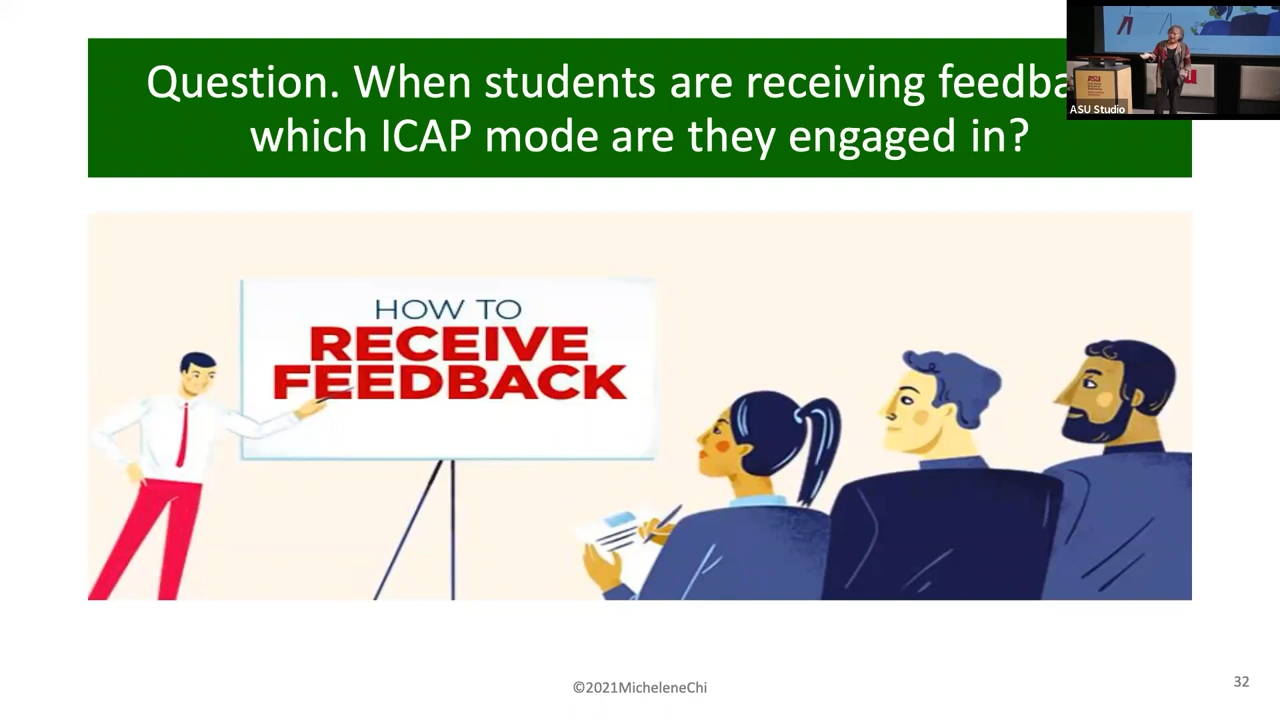 Question. When students are receiving
which ICAP mode are they engaged in?
ASU
ASU Studio
HOW TO
RECEIVE
FEEDBACK
©2021MicheleneChi
32